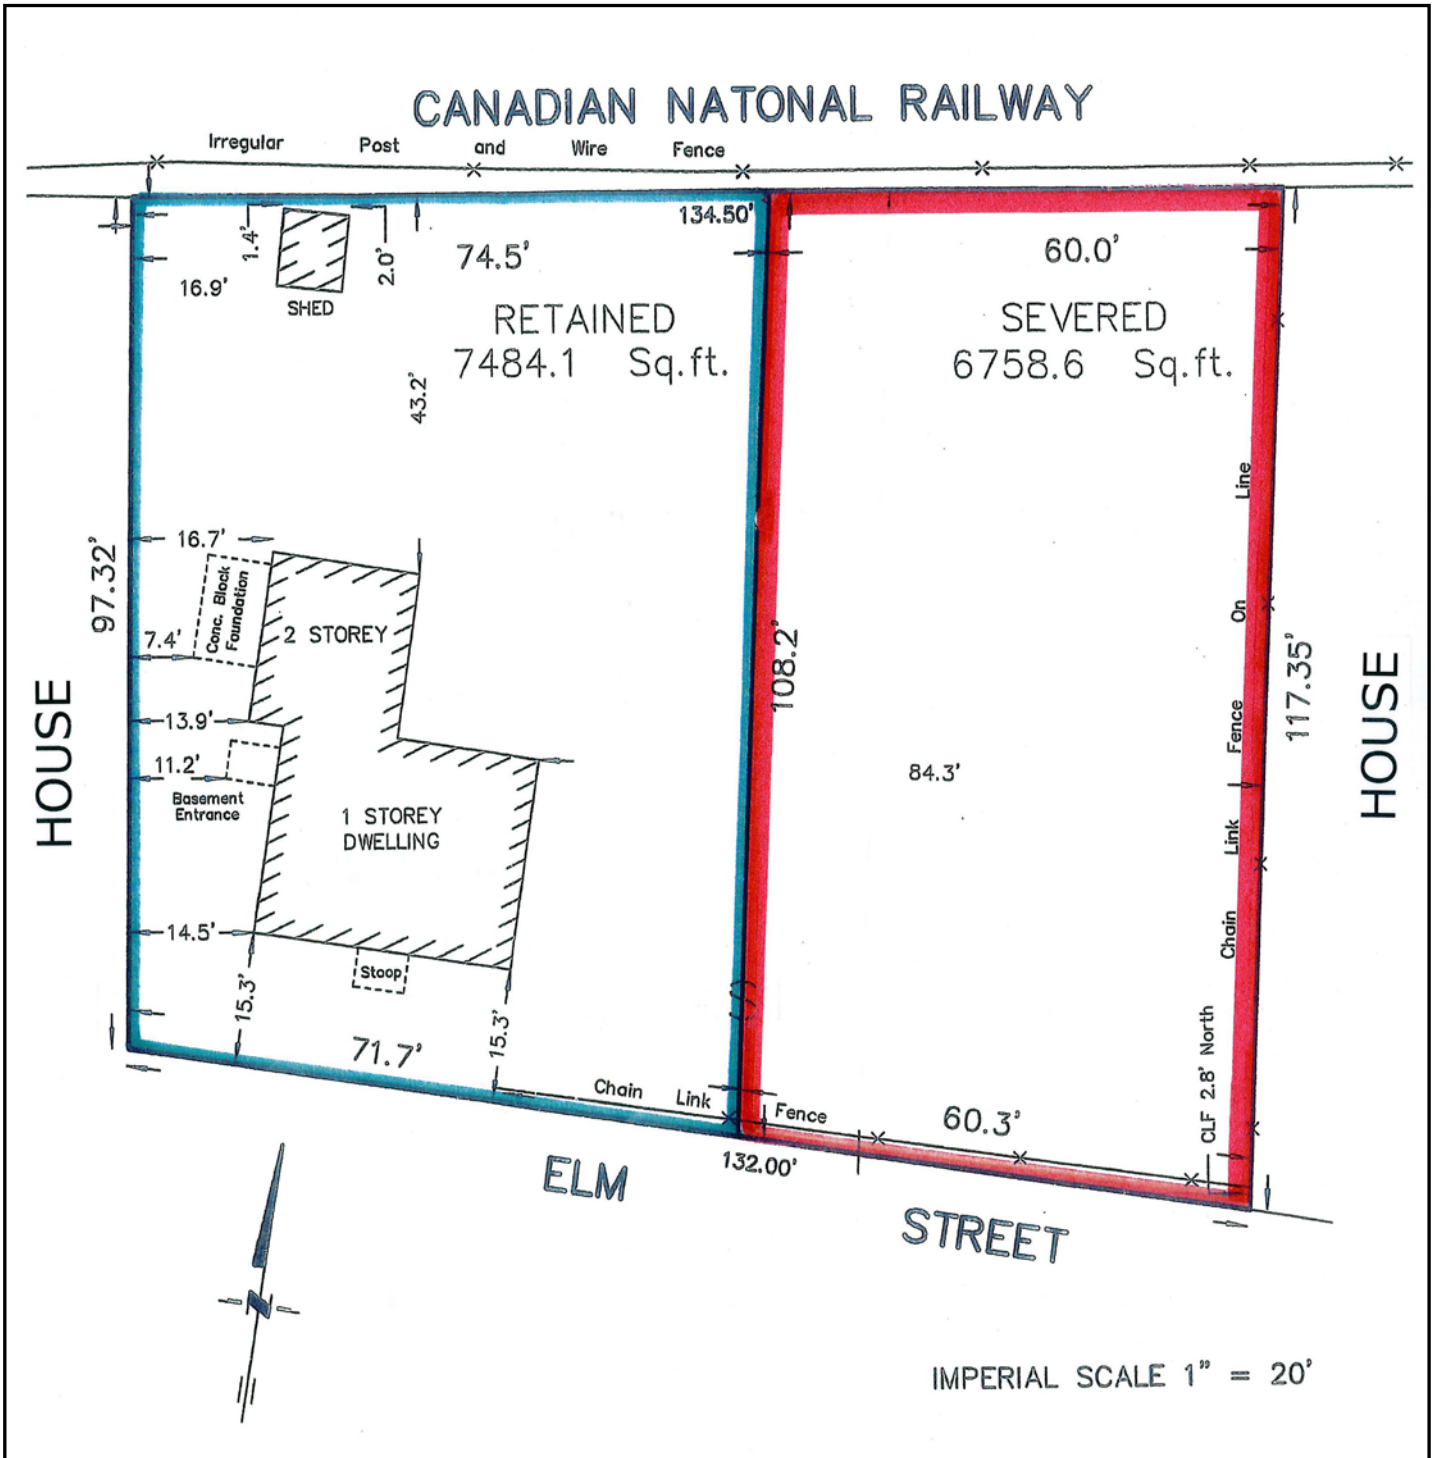 CANADIAN NATONAL RAILWAY
Irregular Post and Wire Fence
134.50'
1.4'
2.0'
74.5'
60.0'
16.9'
SHED
RETAINED
7484.1 Sq.ft.
SEVERED
6758.6 Sq.ft.
43.2'
97.32'
16.7'
Conc. Block
Foundation
2 STOREY
7.4'
108.2'
117.35'
Chain Link Fence On Line
HOUSE
HOUSE
13.9'
11.2'
Basement
Entrance
84.3'
1 STOREY
DWELLING
14.5'
Stoop
15.3'
15.3'
71.7'
Chain Link Fence
60.3'
CLF 2.8' North
132.00'
ELM STREET
N
IMPERIAL SCALE 1" = 20'